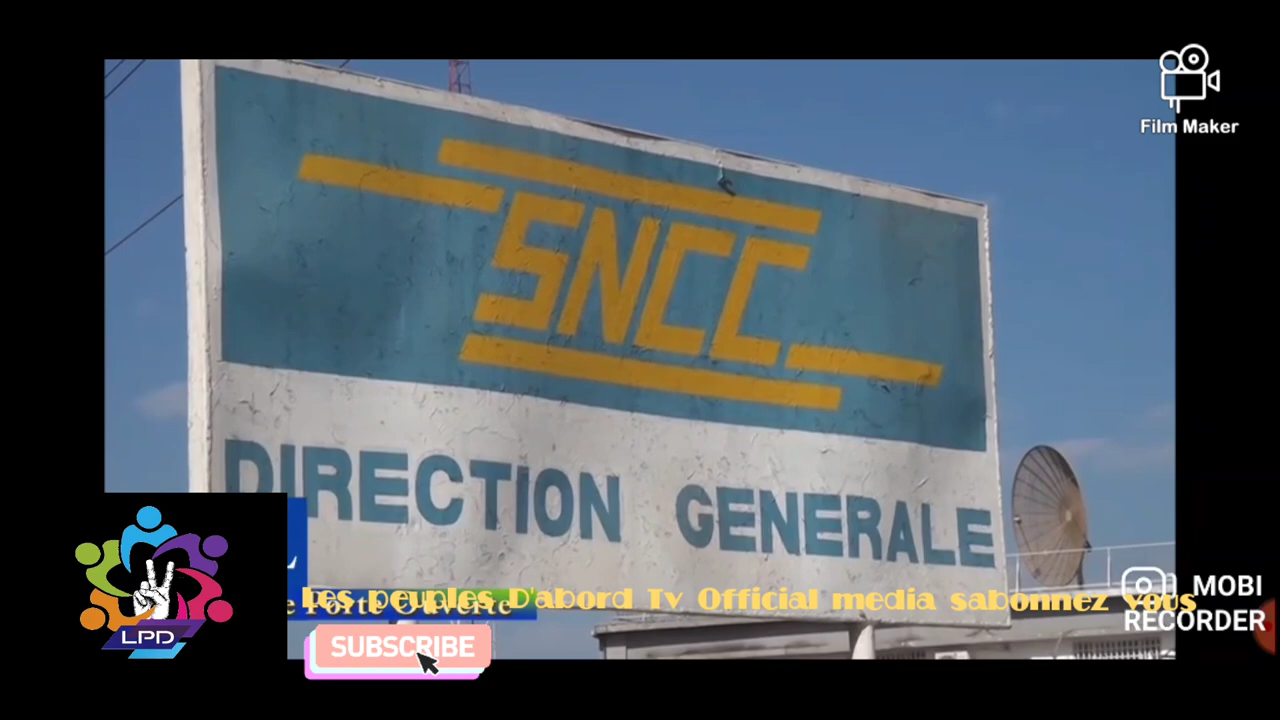 Film Maker
SNCC
DIRECTION GENERALE
Les peuples D'abord Tv Official media sabonnez vous
e Porte Ouverte
LPD
SUBSCRIBE
MOBI
RECORDER